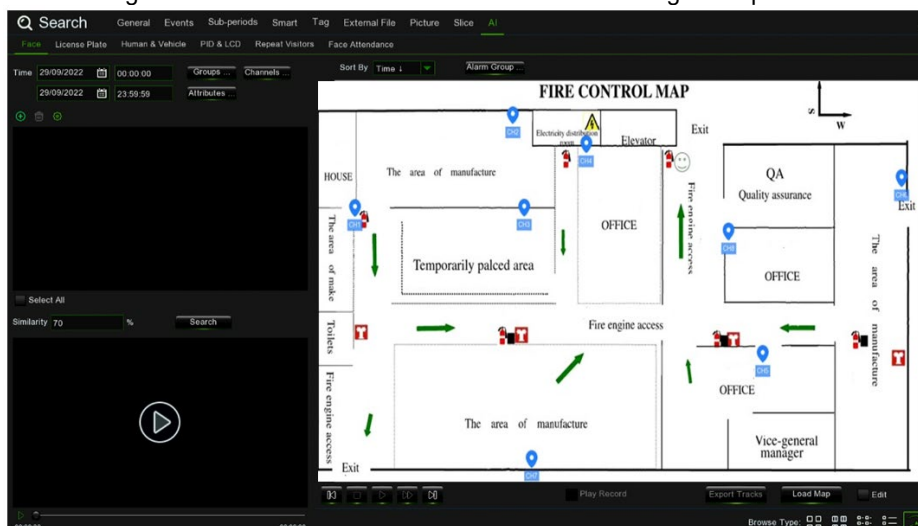 Search General Events Sub-periods Smart Tag External File Picture Slice AI
Face License Plate Human & Vehicle PID & LCD Repeat Visitors Face Attendance
Time 29/09/2022 00:00:00 Groups ... Channels ...
29/09/2022 23:59:59 Attributes ...
Select All
Similarity 70 % Search
Sort By Time ↓ Alarm Group ...
FIRE CONTROL MAP
S
W
CH2
Electricity distribution room
CH4
Elevator
Exit
HOUSE
The area of manufacture
QA
Quality assurance
Exit
CH1
CH3
OFFICE
Fire engine access
CH8
The area of make
Temporarily palced area
OFFICE
The area of manufacture
Toilets
Fire engine access
CH5
OFFICE
Fire engine access
The area of manufacture
Vice-general
manager
Exit
Play Record Export Tracks Load Map Edit
Browse Type: